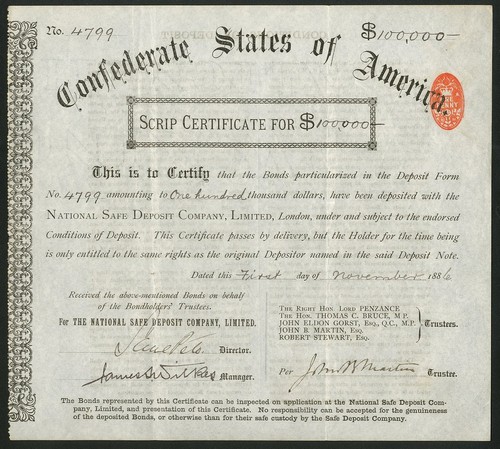 No. 4799
$100,000-
Confederate States of America.
SCRIP CERTIFICATE FOR $100,000-
This is to Certify that the Bonds particularized in the Deposit Form
No. 4799 amounting to One hundred thousand dollars, have been deposited with the
NATIONAL SAFE DEPOSIT COMPANY, LIMITED, London, under and subject to the endorsed
Conditions of Deposit. This Certificate passes by delivery, but the Holder for the time being
is only entitled to the same rights as the original Depositor named in the said Deposit Note.
Dated this First day of November 1886
Received the above-mentioned Bonds on behalf
of the Bondholders' Trustees.
For THE NATIONAL SAFE DEPOSIT COMPANY, LIMITED.
Director.
James D Wilkes Manager.
THE RIGHT HON LORD PENZANCE
THE HON. THOMAS C. BRUCE, M.P.
JOHN ELDON GORST, ESQ., Q.C., M.P.
JOHN B. MARTIN, ESQ.
ROBERT STEWART, ESQ.
Trustees.
Per John B Martin Trustee.
The Bonds represented by this Certificate can be inspected on application at the National Safe Deposit Com-
pany, Limited, and presentation of this Certificate. No responsibility can be accepted for the genuineness
of the deposited Bonds, or otherwise than for their safe custody by the Safe Deposit Company.